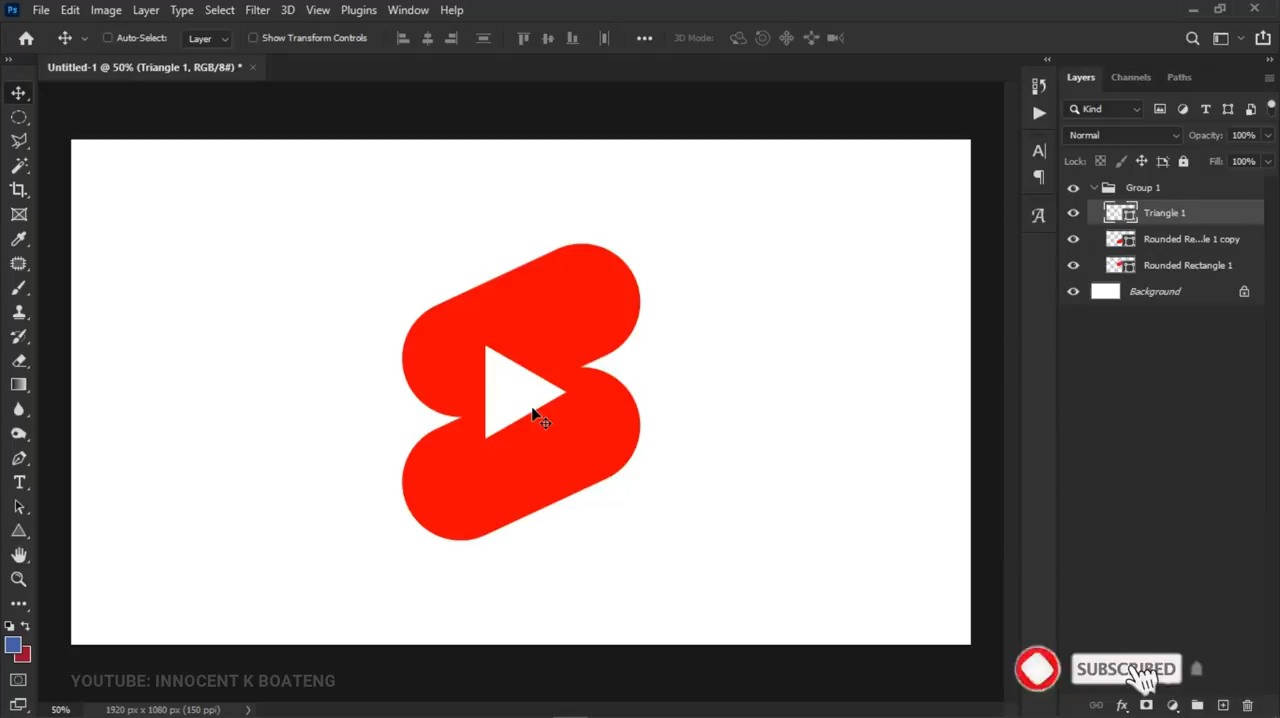 Ps File Edit Image Layer Type Select Filter 3D View Plugins Window Help
Auto-Select: Layer Show Transform Controls 3D Mode:
Untitled-1 @ 50% (Triangle 1, RGB/8#) *
Layers Channels Paths
Kind
Normal Opacity: 100%
Lock: Fill: 100%
Group 1
Triangle 1
Rounded Re...le 1 copy
Rounded Rectangle 1
Background
YOUTUBE: INNOCENT K BOATENG
SUBSCRIBED
50% 1920 px x 1080 px (150 ppi)